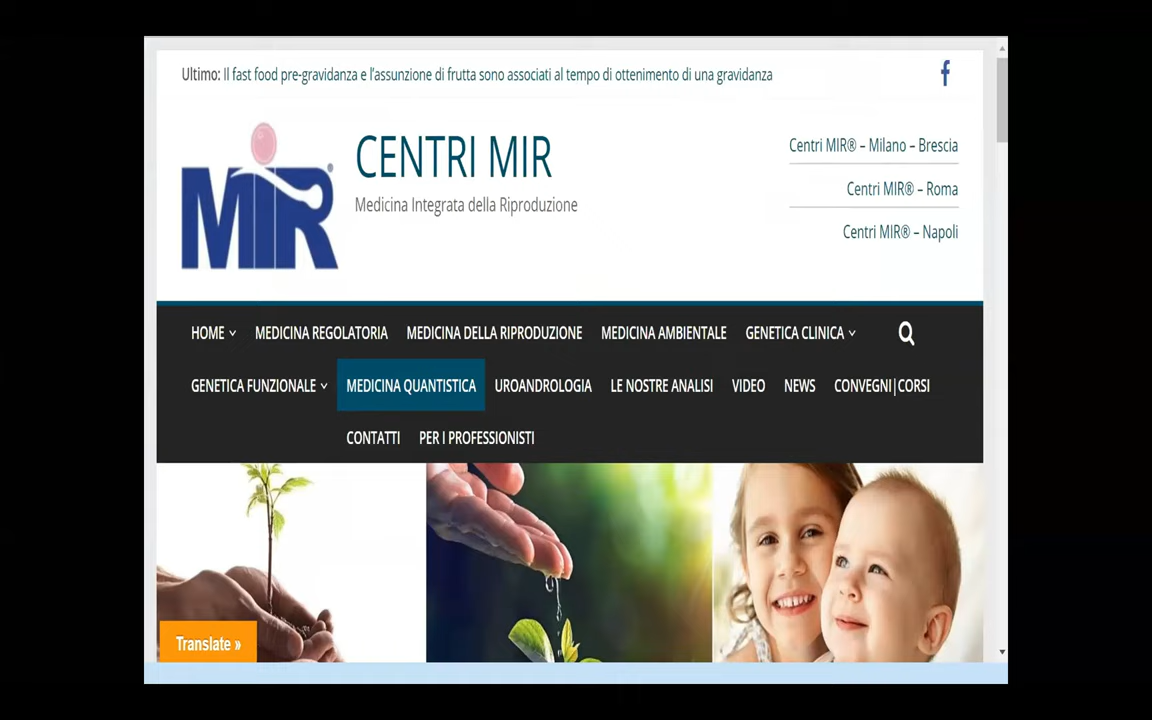 Ultimo: Il fast food pre-gravidanza e l'assunzione di frutta sono associati al tempo di ottenimento di una gravidanza
f
MIR®
CENTRI MIR
Medicina Integrata della Riproduzione
Centri MIR® – Milano – Brescia
Centri MIR® – Roma
Centri MIR® – Napoli
HOME MEDICINA REGOLATORIA MEDICINA DELLA RIPRODUZIONE MEDICINA AMBIENTALE GENETICA CLINICA
GENETICA FUNZIONALE MEDICINA QUANTISTICA UROANDROLOGIA LE NOSTRE ANALISI VIDEO NEWS CONVEGNI|CORSI
CONTATTI PER I PROFESSIONISTI
Translate »